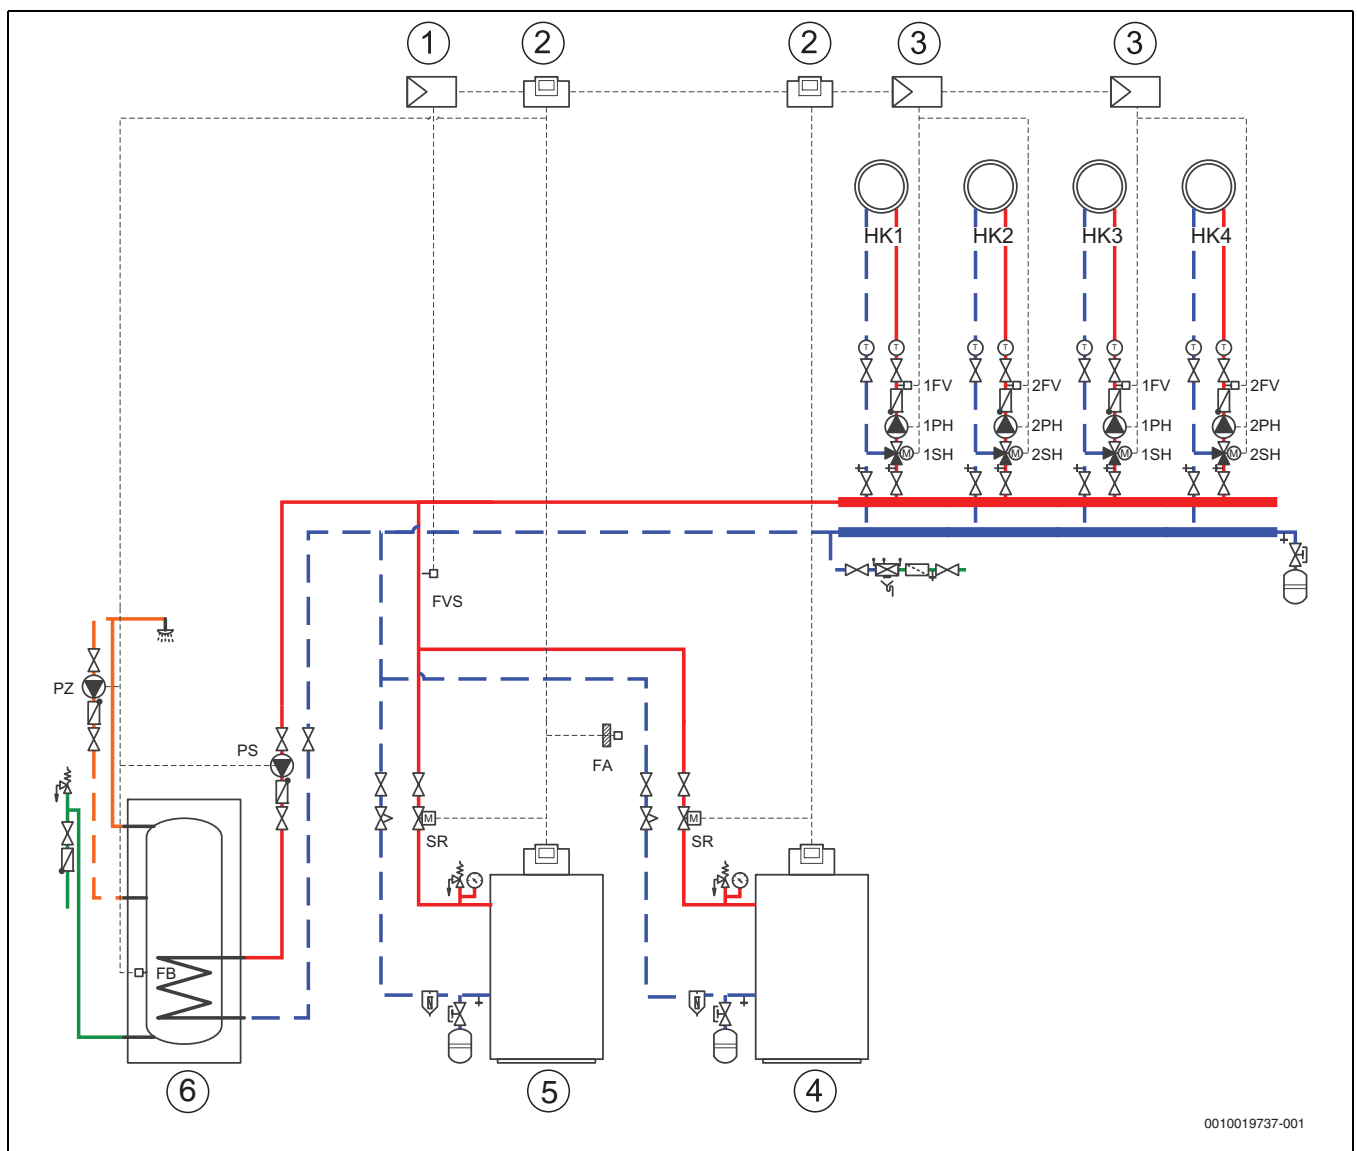 1 2 2 3 3
HK1 HK2 HK3 HK4
T T T T T T T T
1FV 2FV 1FV 2FV
1PH 2PH 1PH 2PH
M 1SH M 2SH M 1SH M 2SH
FVS
PZ
PS
FA
M M
SR SR
FB
6 5 4
0010019737-001